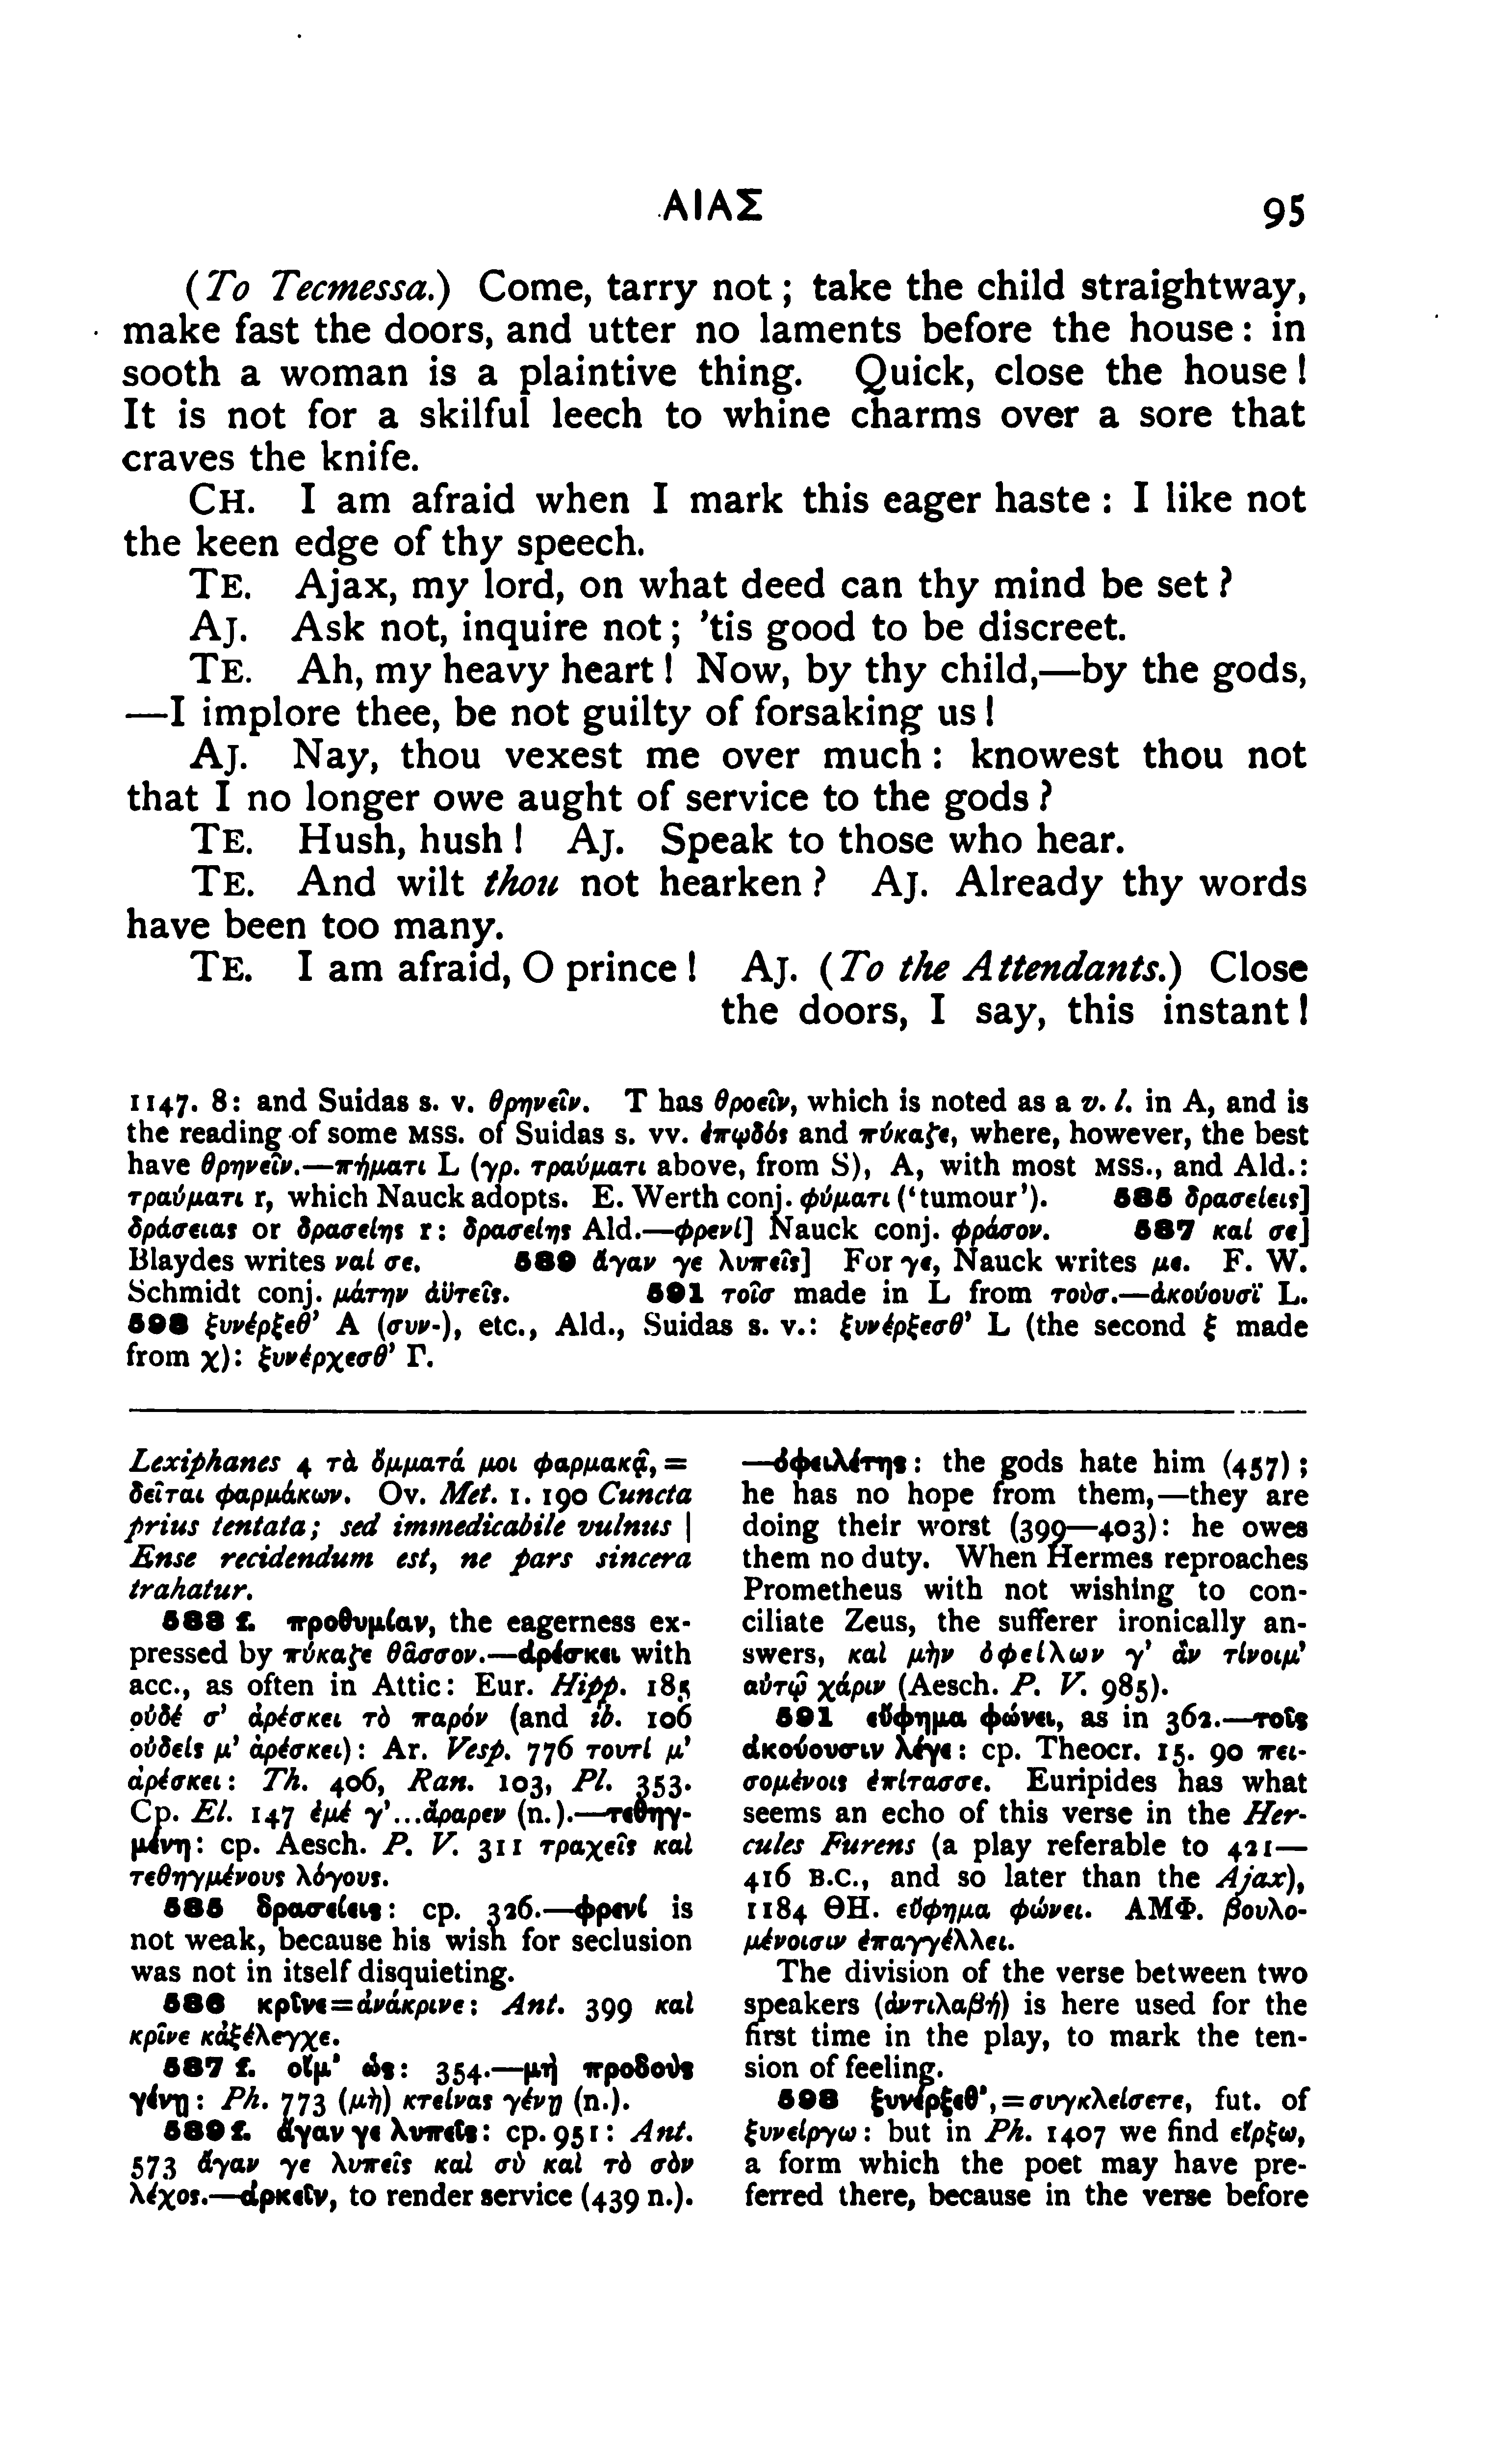 ΑΙΑΣ 95
(To Tecmessa.) Come, tarry not; take the child straightway,
make fast the doors, and utter no laments before the house: in
sooth a woman is a plaintive thing. Quick, close the house!
It is not for a skilful leech to whine charms over a sore that
craves the knife.
CH. I am afraid when I mark this eager haste: I like not
the keen edge of thy speech.
TE. Ajax, my lord, on what deed can thy mind be set?
AJ. Ask not, inquire not; 'tis good to be discreet.
TE. Ah, my heavy heart! Now, by thy child,—by the gods,
—I implore thee, be not guilty of forsaking us!
AJ. Nay, thou vexest me over much: knowest thou not
that I no longer owe aught of service to the gods?
TE. Hush, hush! AJ. Speak to those who hear.
TE. And wilt thou not hearken? AJ. Already thy words
have been too many.
TE. I am afraid, O prince! AJ. (To the Attendants.) Close
the doors, I say, this instant!
1147. 8: and Suidas s. v. θρηνεῖν. T has θροεῖν, which is noted as a v. l. in A, and is
the reading of some MSS. of Suidas s. vv. ἐπῳδός and πύκαζε, where, however, the best
have θρηνεῖν.—πήματι L (γρ. τραύματι above, from S), A, with most MSS., and Ald.:
τραύματι r, which Nauck adopts. E. Werth conj. φύματι ('tumour'). 585 δρασείεις]
δράσειας or δρασείης r: δρασείης Ald.—φρενί] Nauck conj. φράσον. 587 καί σε]
Blaydes writes ναί σε. 589 ἄγαν γε λυπεῖς] For γε, Nauck writes με. F. W.
Schmidt conj. μάτην ἀϋτεῖς. 591 τοῖσ made in L from τοὺσ.—ἀκούουσϊ L.
593 ξυνέρξεθ' A (συν-), etc., Ald., Suidas s. v.: ξυνέρξεσθ' L (the second ξ made
from χ): ξυνέρχεσθ' Γ.
Lexiphanes 4 τὰ ὄμματά μοι φαρμακᾷ, =
δεῖται φαρμάκων. Ov. Met. 1. 190 Cuncta
prius tentata; sed immedicabile vulnus |
Ense recidendum est, ne pars sincera
trahatur.
583 f. προθυμίαν, the eagerness ex-
pressed by πύκαζε θᾶσσον.—ἀρέσκει with
acc., as often in Attic: Eur. Hipp. 185
οὐδέ σ' ἀρέσκει τὸ παρόν (and ib. 106
οὐδείς μ' ἀρέσκει): Ar. Vesp. 776 τουτί μ'
ἀρέσκει: Th. 406, Ran. 103, Pl. 353.
Cp. El. 147 ἐμέ γ'...ἄραρεν (n.).—τεθηγ-
μένη: cp. Aesch. P. V. 311 τραχεῖς καὶ
τεθηγμένους λόγους.
585 δρασείεις: cp. 326.—φρενί is
not weak, because his wish for seclusion
was not in itself disquieting.
586 κρῖνε=ἀνάκρινε: Ant. 399 καὶ
κρῖνε κἀξέλεγχε.
587 f. οἴμ' ὡς: 354.—μὴ προδοὺς
γένῃ: Ph. 773 (μὴ) κτείνας γένῃ (n.).
589 f. ἄγαν γε λυπεῖς: cp. 951: Ant.
573 ἄγαν γε λυπεῖς καὶ σὺ καὶ τὸ σὸν
λέχος.—ἀρκεῖν, to render service (439 n.).
—ὀφειλέτης: the gods hate him (457);
he has no hope from them,—they are
doing their worst (399—403): he owes
them no duty. When Hermes reproaches
Prometheus with not wishing to con-
ciliate Zeus, the sufferer ironically an-
swers, καὶ μὴν ὀφείλων γ' ἂν τίνοιμ'
αὐτῷ χάριν (Aesch. P. V. 985).
591 εὔφημα φώνει, as in 362.—τοῖς
ἀκούουσιν λέγε: cp. Theocr. 15. 90 πει-
σομένοις ἐπίτασσε. Euripides has what
seems an echo of this verse in the Her-
cules Furens (a play referable to 421—
416 B.C., and so later than the Ajax),
1184 ΘΗ. εὔφημα φώνει. ΑΜΦ. βουλο-
μένοισιν ἐπαγγέλλει.
The division of the verse between two
speakers (ἀντιλαβή) is here used for the
first time in the play, to mark the ten-
sion of feeling.
593 ξυνέρξεθ',=συγκλείσετε, fut. of
ξυνείργω: but in Ph. 1407 we find εἴρξω,
a form which the poet may have pre-
ferred there, because in the verse before